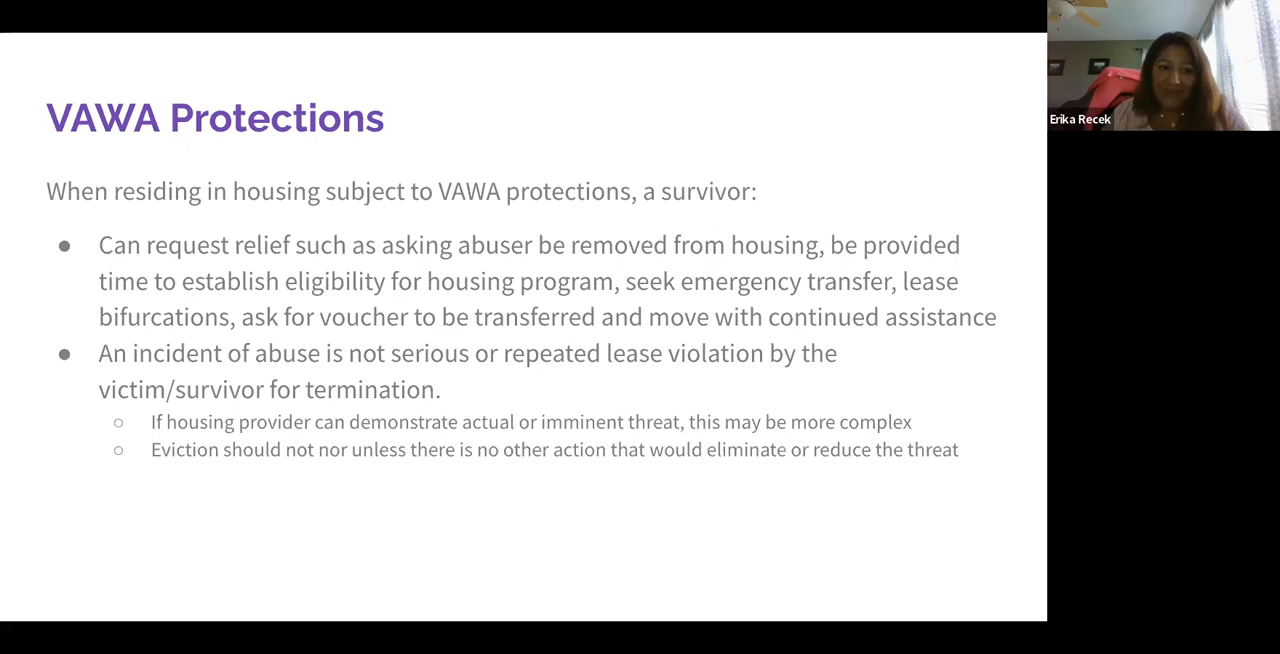 VAWA Protections
When residing in housing subject to VAWA protections, a survivor:
● Can request relief such as asking abuser be removed from housing, be provided
time to establish eligibility for housing program, seek emergency transfer, lease
bifurcations, ask for voucher to be transferred and move with continued assistance
● An incident of abuse is not serious or repeated lease violation by the
victim/survivor for termination.
○ If housing provider can demonstrate actual or imminent threat, this may be more complex
○ Eviction should not nor unless there is no other action that would eliminate or reduce the threat
Erika Recek